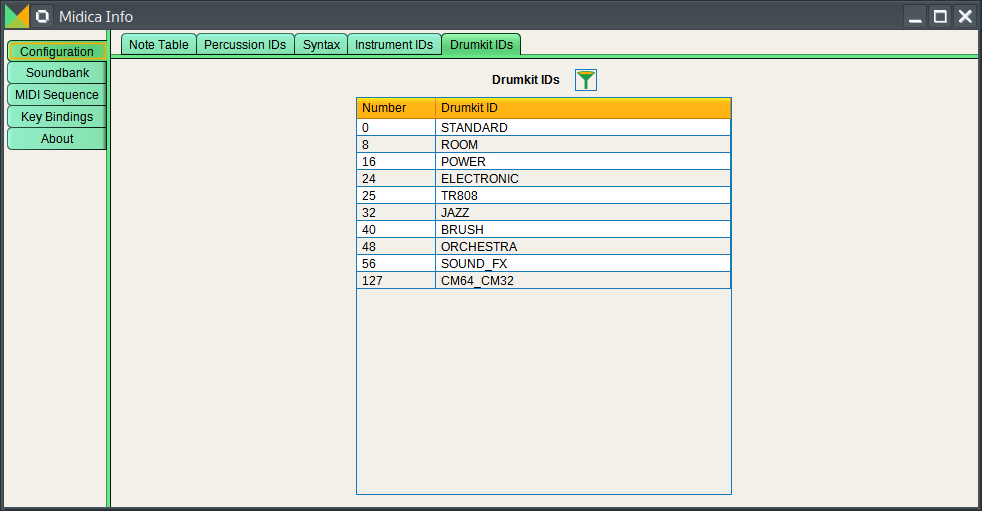 Midica Info
Configuration
Soundbank
MIDI Sequence
Key Bindings
About
Note Table Percussion IDs Syntax Instrument IDs Drumkit IDs
Drumkit IDs
Number Drumkit ID
0 STANDARD
8 ROOM
16 POWER
24 ELECTRONIC
25 TR808
32 JAZZ
40 BRUSH
48 ORCHESTRA
56 SOUND_FX
127 CM64_CM32